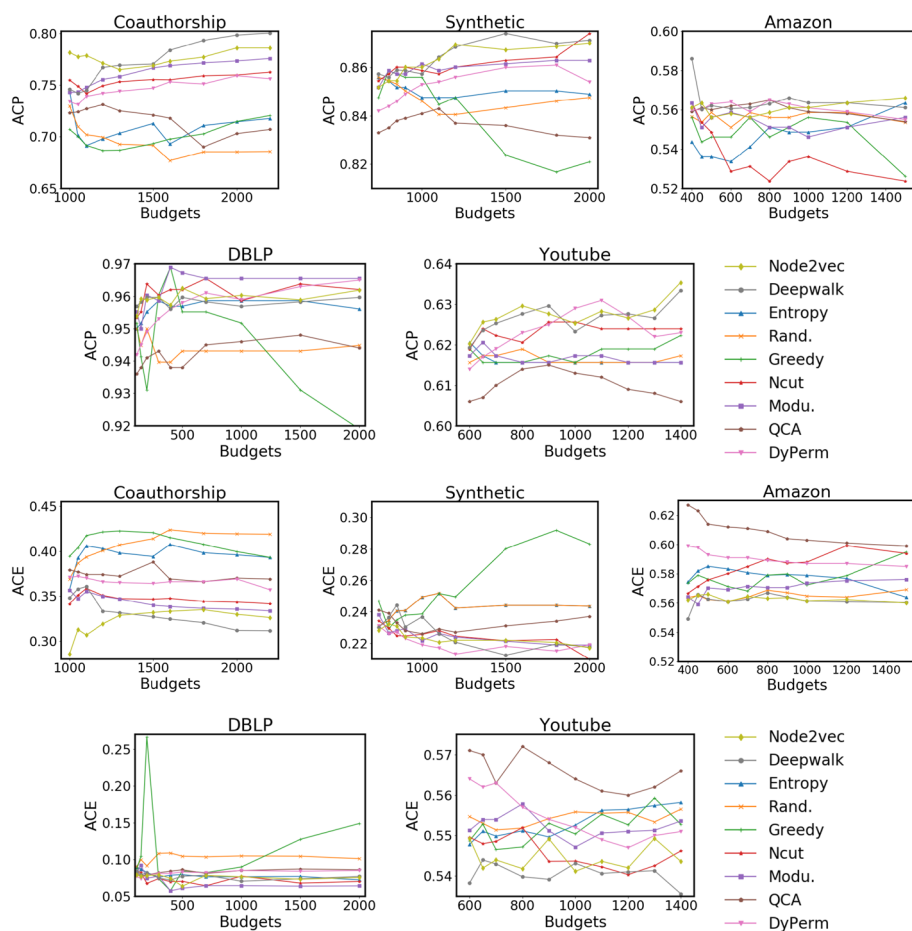 Coauthorship
Synthetic
Amazon
ACP
0.80
0.75
0.70
0.65
1000 1500 2000
Budgets
ACP
0.86
0.84
0.82
1000 1500 2000
Budgets
ACP
0.60
0.58
0.56
0.54
0.52
400 600 800 1000 1200 1400
Budgets
DBLP
Youtube
ACP
0.97
0.96
0.95
0.94
0.93
0.92
500 1000 1500 2000
Budgets
ACP
0.64
0.63
0.62
0.61
0.60
600 800 1000 1200 1400
Budgets
Node2vec
Deepwalk
Entropy
Rand.
Greedy
Ncut
Modu.
QCA
DyPerm
Coauthorship
Synthetic
Amazon
ACE
0.45
0.40
0.35
0.30
1000 1500 2000
Budgets
ACE
0.30
0.28
0.26
0.24
0.22
1000 1500 2000
Budgets
ACE
0.62
0.60
0.58
0.56
0.54
0.52
400 600 800 1000 1200 1400
Budgets
DBLP
Youtube
ACE
0.25
0.20
0.15
0.10
0.05
500 1000 1500 2000
Budgets
ACE
0.57
0.56
0.55
0.54
600 800 1000 1200 1400
Budgets
Node2vec
Deepwalk
Entropy
Rand.
Greedy
Ncut
Modu.
QCA
DyPerm